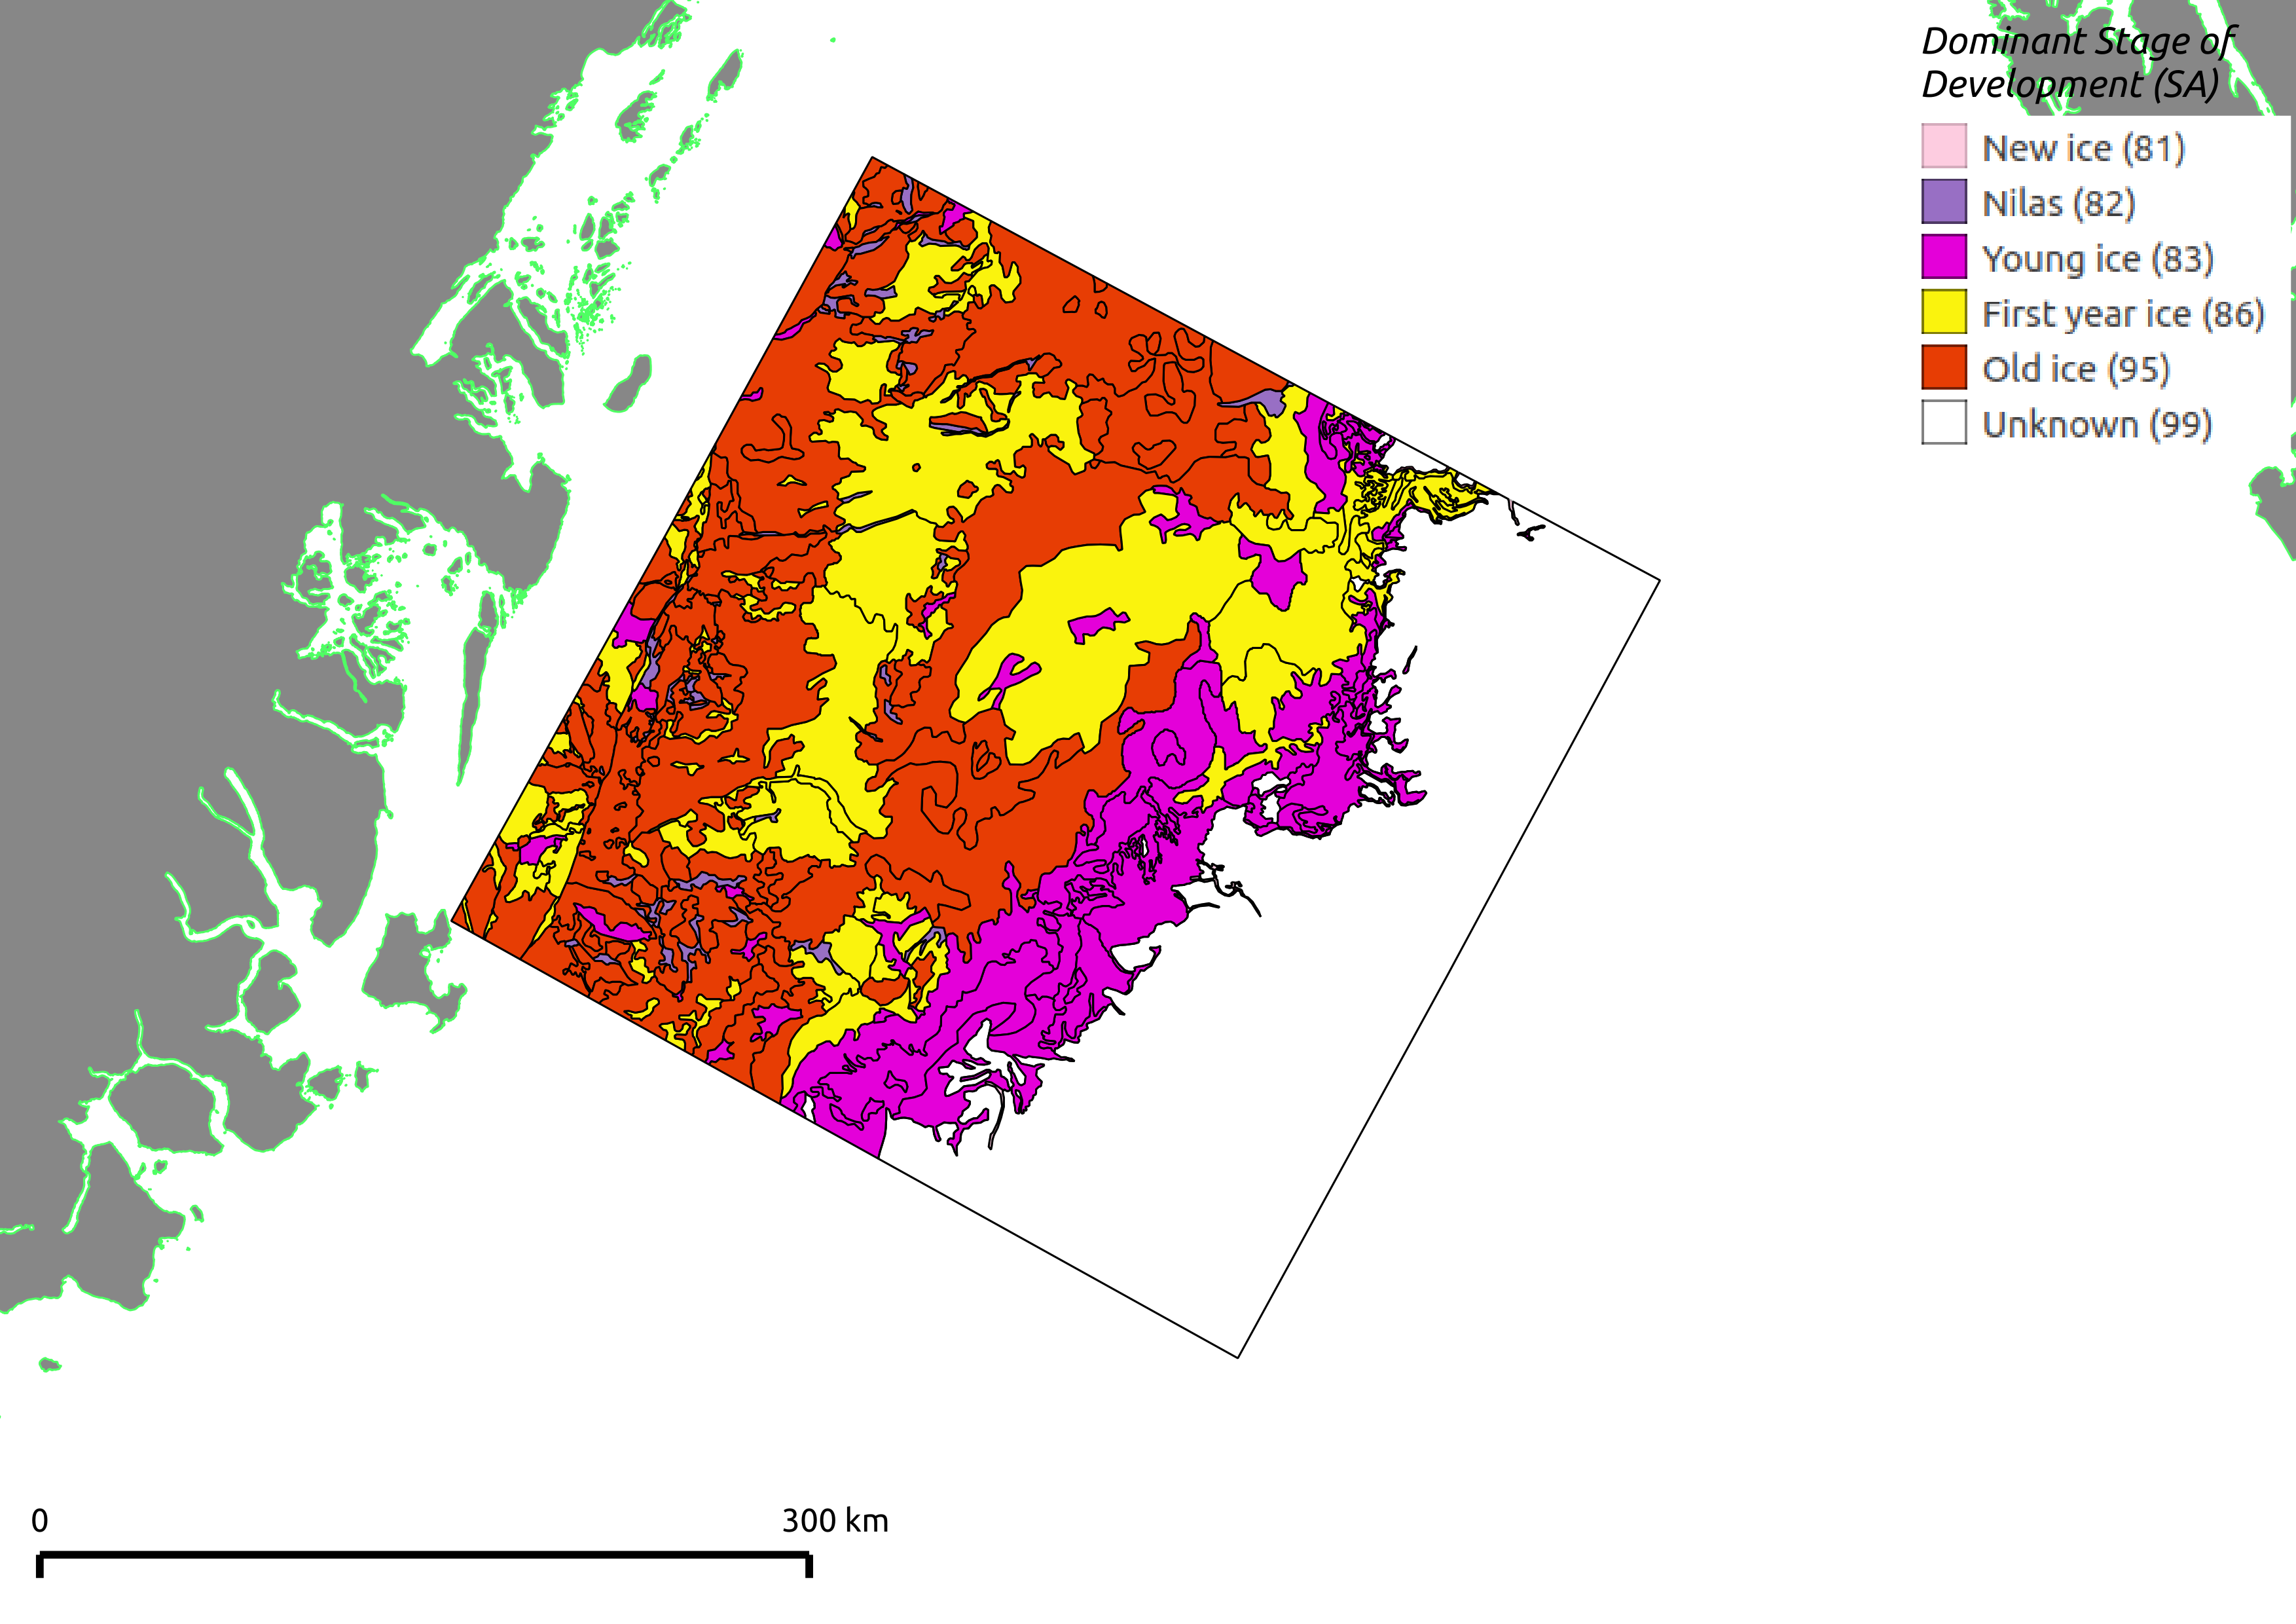 Dominant Stage of
Development (SA)
New ice (81)
Nilas (82)
Young ice (83)
First year ice (86)
Old ice (95)
Unknown (99)
0 300 km